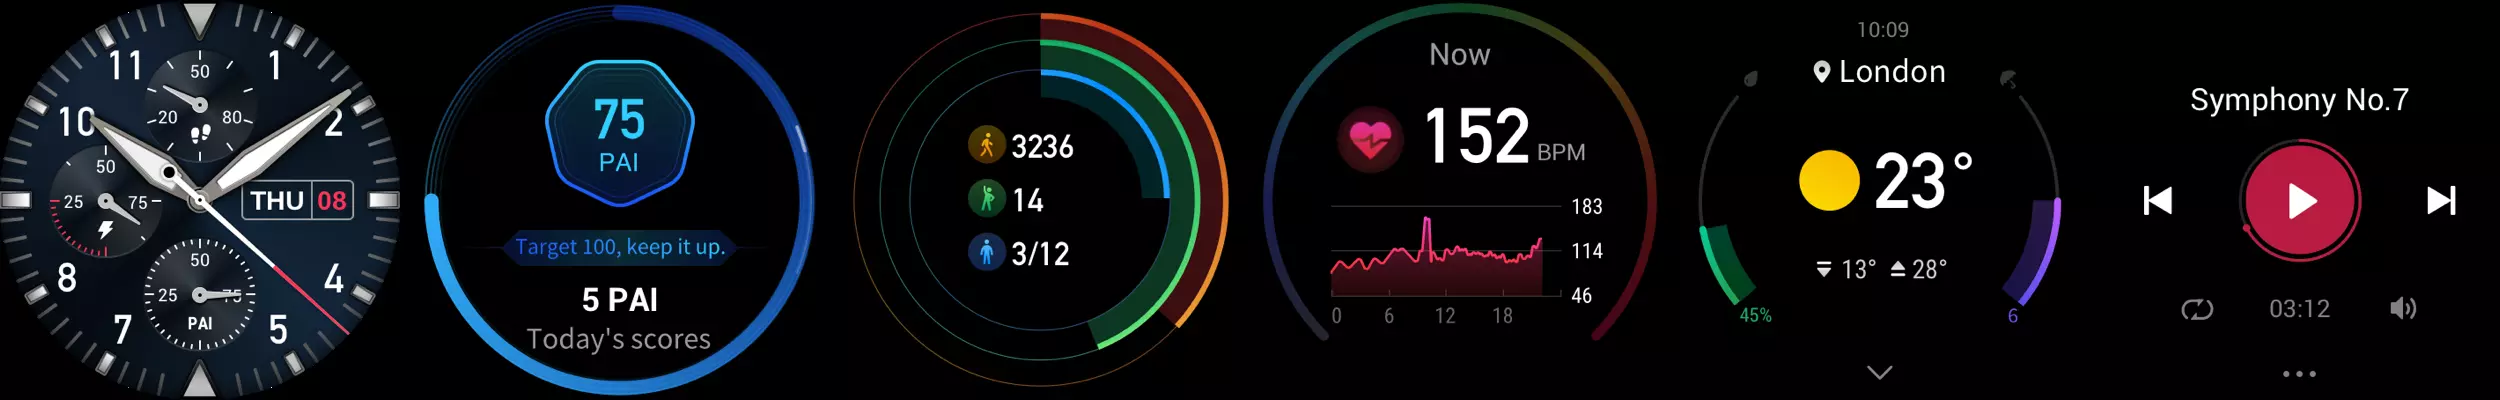 11
1
10
2
50
20
80
50
25
75
THU 08
8
4
50
25
75
PAI
7
5
75
PAI
Target 100, keep it up.
5 PAI
Today's scores
3236
14
3/12
Now
152 BPM
183
114
46
0 6 12 18
10:09
London
23°
13° 28°
45%
6
Symphony No.7
03:12